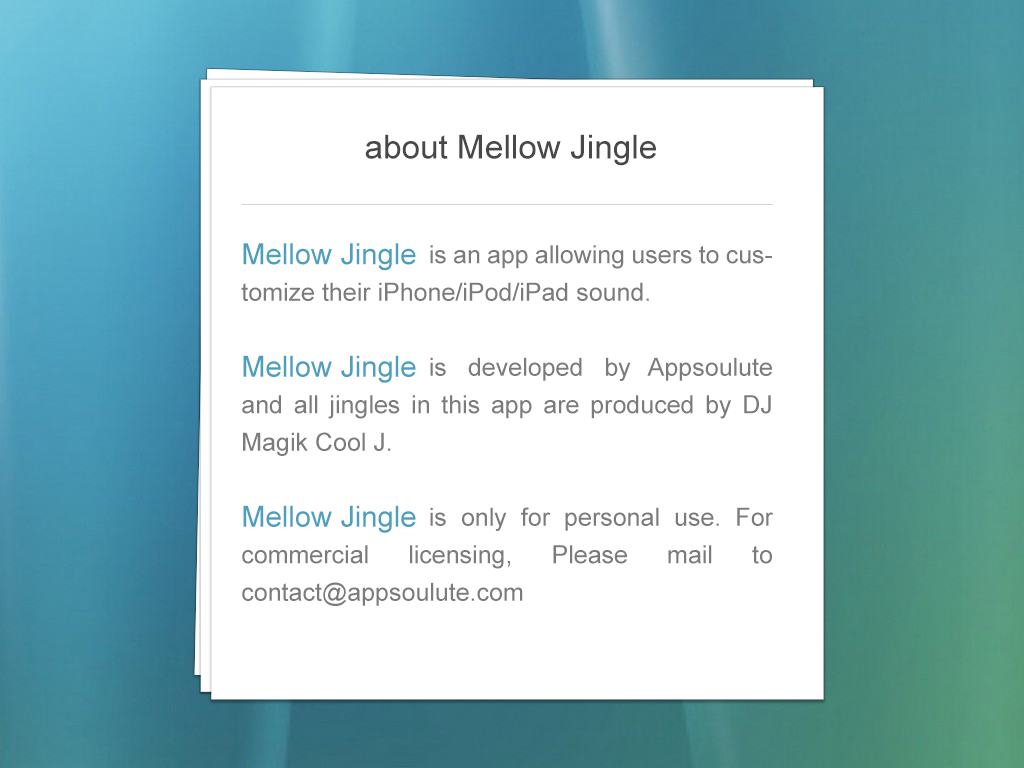 about Mellow Jingle
Mellow Jingle is an app allowing users to cus-
tomize their iPhone/iPod/iPad sound.
Mellow Jingle is developed by Appsoulute
and all jingles in this app are produced by DJ
Magik Cool J.
Mellow Jingle is only for personal use. For
commercial licensing, Please mail to
contact@appsoulute.com